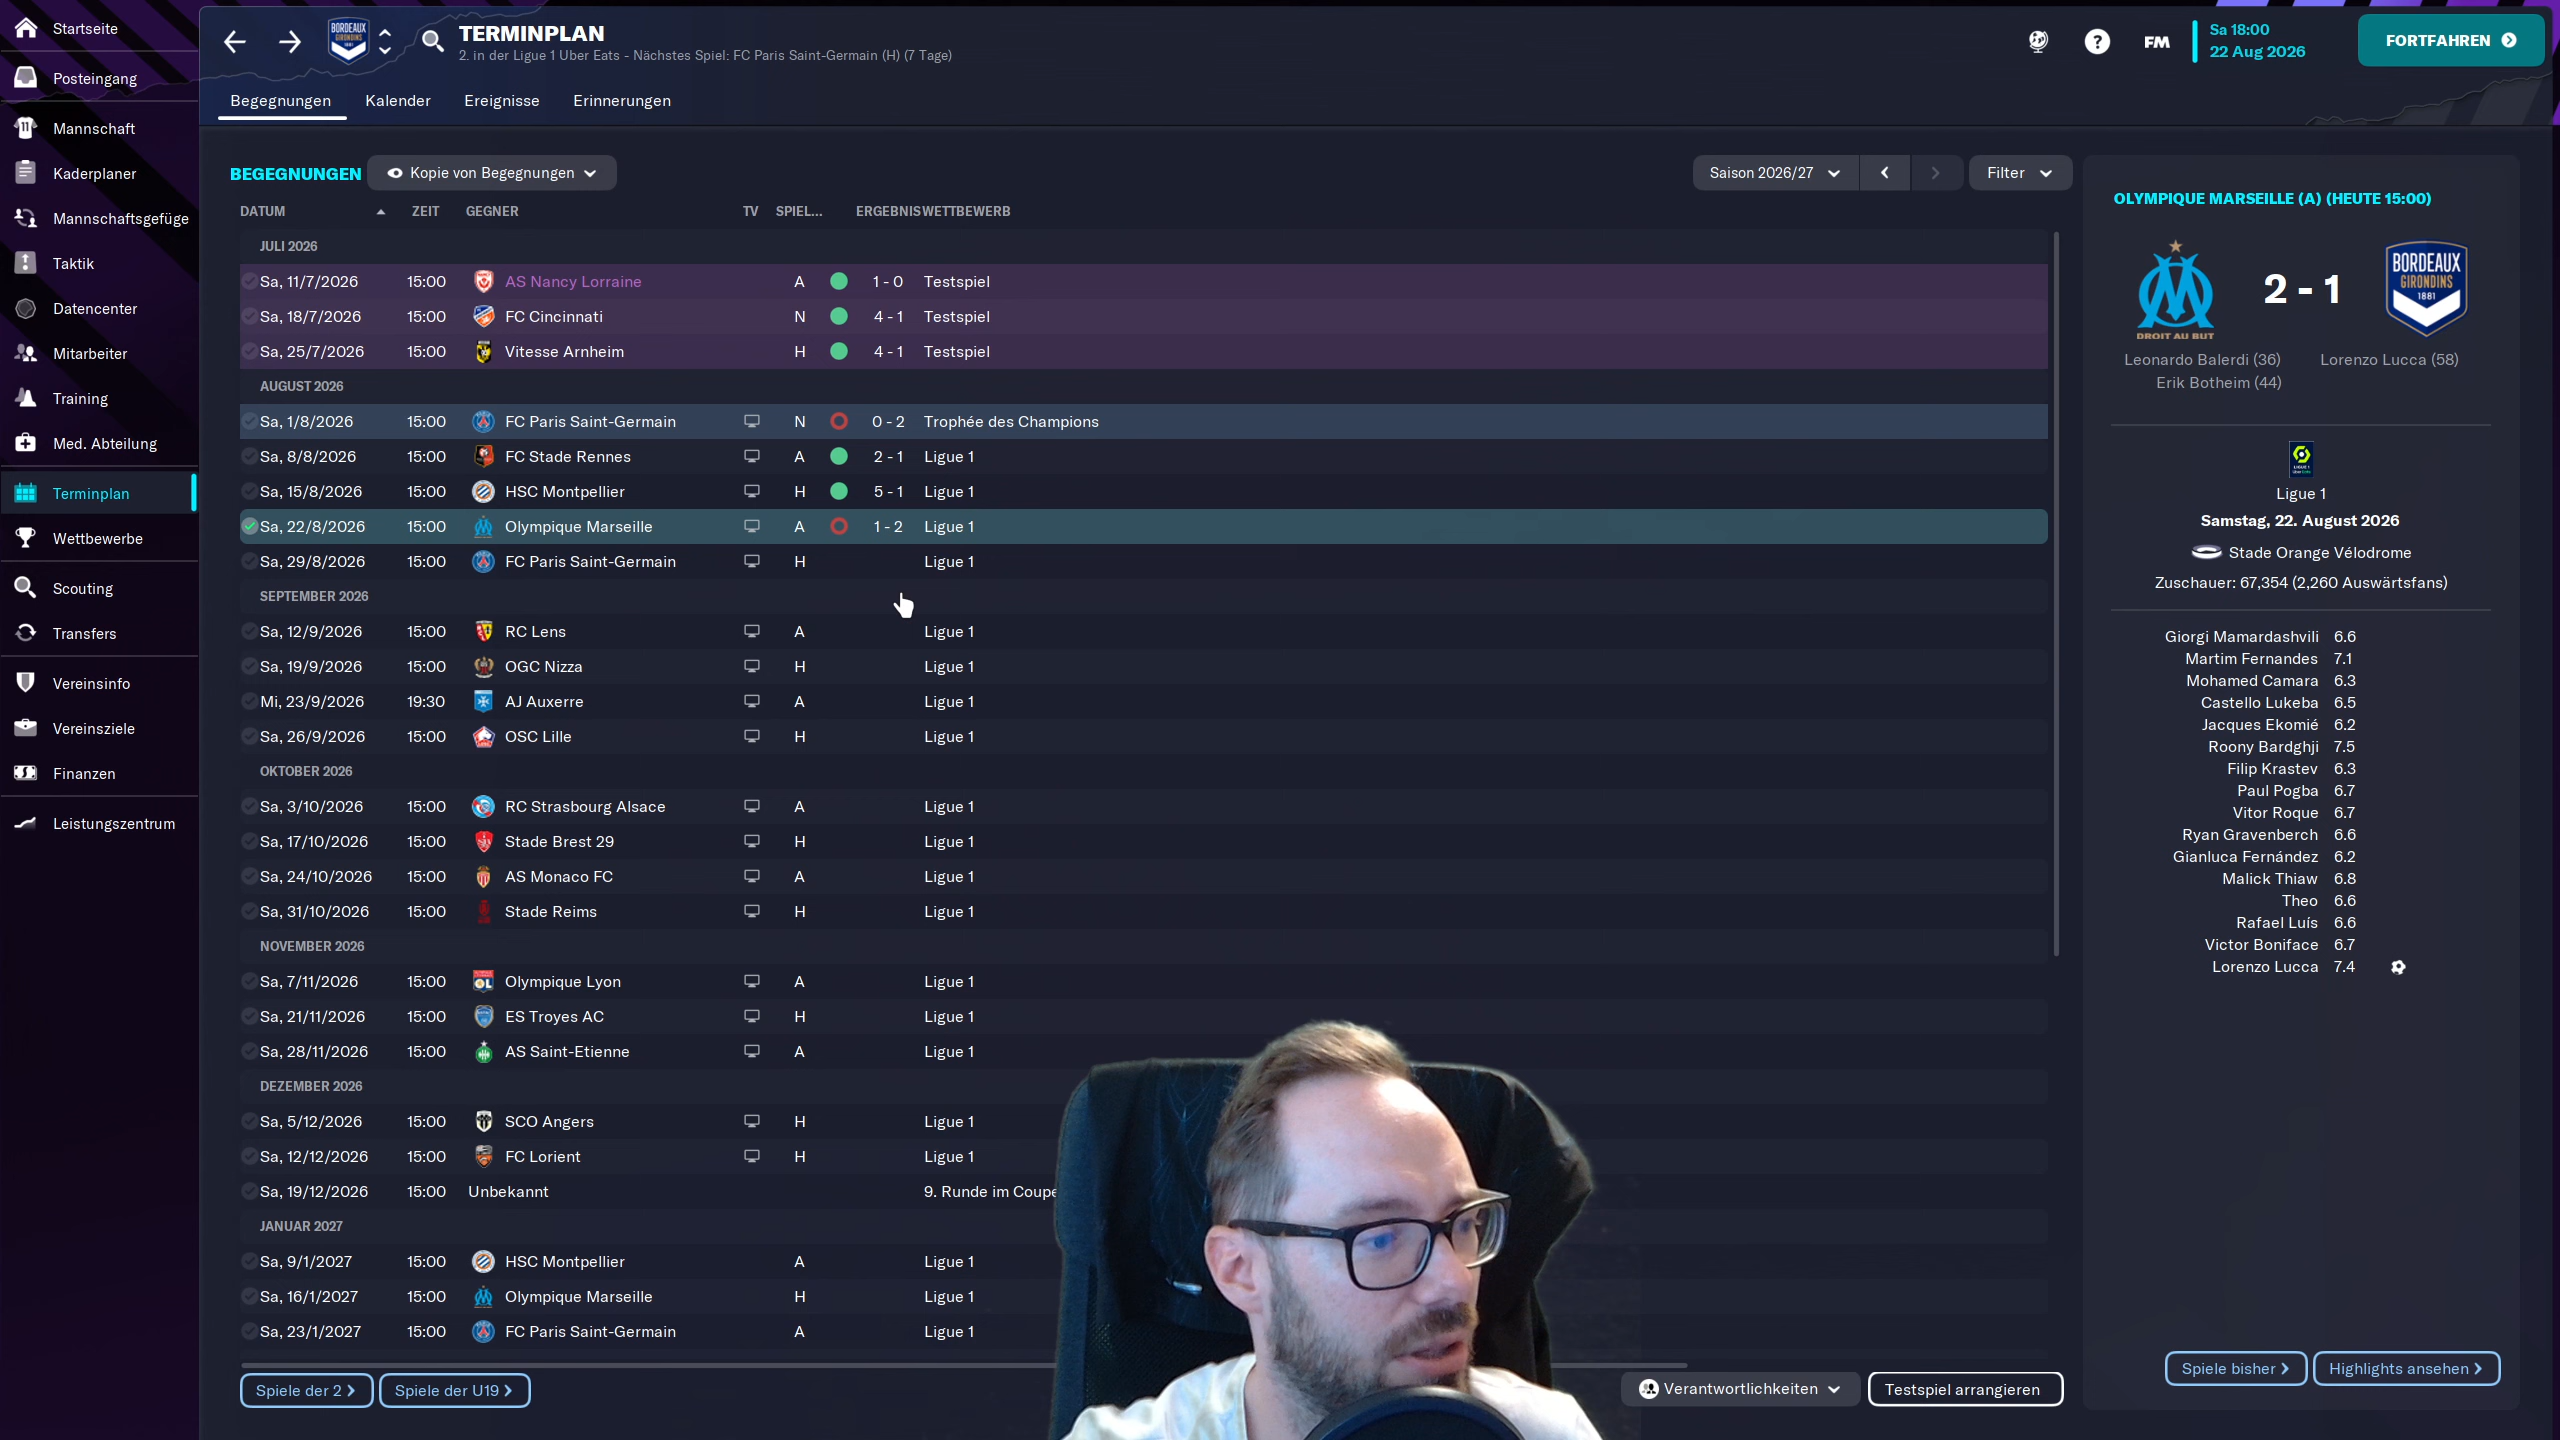 Startseite
Posteingang
Mannschaft
Kaderplaner
Mannschaftsgefüge
Taktik
Datencenter
Mitarbeiter
Training
Med. Abteilung
Terminplan
Wettbewerbe
Scouting
Transfers
Vereinsinfo
Vereinsziele
Finanzen
Leistungszentrum
TERMINPLAN
2. in der Ligue 1 Uber Eats - Nächstes Spiel: FC Paris Saint-Germain (H) (7 Tage)
FM
Sa 18:00
22 Aug 2026
FORTFAHREN
Begegnungen Kalender Ereignisse Erinnerungen
BEGEGNUNGEN Kopie von Begegnungen Saison 2026/27 Filter
DATUM ZEIT GEGNER TV SPIEL... ERGEBNIS WETTBEWERB
JULI 2026
Sa, 11/7/2026 15:00 AS Nancy Lorraine A 1 - 0 Testspiel
Sa, 18/7/2026 15:00 FC Cincinnati N 4 - 1 Testspiel
Sa, 25/7/2026 15:00 Vitesse Arnheim H 4 - 1 Testspiel
AUGUST 2026
Sa, 1/8/2026 15:00 FC Paris Saint-Germain N 0 - 2 Trophée des Champions
Sa, 8/8/2026 15:00 FC Stade Rennes A 2 - 1 Ligue 1
Sa, 15/8/2026 15:00 HSC Montpellier H 5 - 1 Ligue 1
Sa, 22/8/2026 15:00 Olympique Marseille A 1 - 2 Ligue 1
Sa, 29/8/2026 15:00 FC Paris Saint-Germain H Ligue 1
SEPTEMBER 2026
Sa, 12/9/2026 15:00 RC Lens A Ligue 1
Sa, 19/9/2026 15:00 OGC Nizza H Ligue 1
Mi, 23/9/2026 19:30 AJ Auxerre A Ligue 1
Sa, 26/9/2026 15:00 OSC Lille H Ligue 1
OKTOBER 2026
Sa, 3/10/2026 15:00 RC Strasbourg Alsace A Ligue 1
Sa, 17/10/2026 15:00 Stade Brest 29 H Ligue 1
Sa, 24/10/2026 15:00 AS Monaco FC A Ligue 1
Sa, 31/10/2026 15:00 Stade Reims H Ligue 1
NOVEMBER 2026
Sa, 7/11/2026 15:00 Olympique Lyon A Ligue 1
Sa, 21/11/2026 15:00 ES Troyes AC H Ligue 1
Sa, 28/11/2026 15:00 AS Saint-Etienne A Ligue 1
DEZEMBER 2026
Sa, 5/12/2026 15:00 SCO Angers H Ligue 1
Sa, 12/12/2026 15:00 FC Lorient H Ligue 1
Sa, 19/12/2026 15:00 Unbekannt 9. Runde im Coupe
JANUAR 2027
Sa, 9/1/2027 15:00 HSC Montpellier A Ligue 1
Sa, 16/1/2027 15:00 Olympique Marseille H Ligue 1
Sa, 23/1/2027 15:00 FC Paris Saint-Germain A Ligue 1
Spiele der 2 Spiele der U19 Verantwortlichkeiten Testspiel arrangieren
OLYMPIQUE MARSEILLE (A) (HEUTE 15:00)
DROIT AU BUT
2 - 1
BORDEAUX
GIRONDINS
1881
Leonardo Balerdi (36) Lorenzo Lucca (58)
Erik Botheim (44)
Ligue 1
Samstag, 22. August 2026
Stade Orange Vélodrome
Zuschauer: 67,354 (2,260 Auswärtsfans)
Giorgi Mamardashvili 6.6
Martim Fernandes 7.1
Mohamed Camara 6.3
Castello Lukeba 6.5
Jacques Ekomié 6.2
Roony Bardghji 7.5
Filip Krastev 6.3
Paul Pogba 6.7
Vitor Roque 6.7
Ryan Gravenberch 6.6
Gianluca Fernández 6.2
Malick Thiaw 6.8
Theo 6.6
Rafael Luís 6.6
Victor Boniface 6.7
Lorenzo Lucca 7.4
Spiele bisher Highlights ansehen